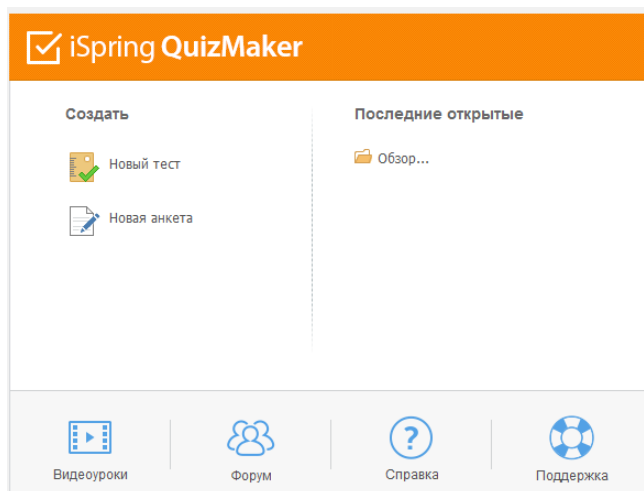 iSpring QuizMaker
Создать
Новый тест
Новая анкета
Последние открытые
Обзор...
Видеоуроки
Форум
Справка
Поддержка